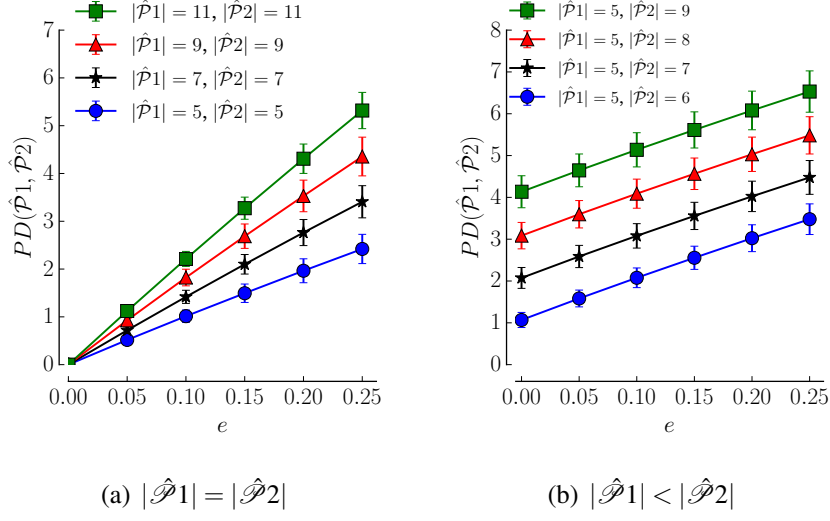 |𝒫̂1| = 11, |𝒫̂2| = 11
|𝒫̂1| = 9, |𝒫̂2| = 9
|𝒫̂1| = 7, |𝒫̂2| = 7
|𝒫̂1| = 5, |𝒫̂2| = 5
PD(𝒫̂1, 𝒫̂2)
7
6
5
4
3
2
1
0
0.00 0.05 0.10 0.15 0.20 0.25
e
(a) |𝒫̂1| = |𝒫̂2|
|𝒫̂1| = 5, |𝒫̂2| = 9
|𝒫̂1| = 5, |𝒫̂2| = 8
|𝒫̂1| = 5, |𝒫̂2| = 7
|𝒫̂1| = 5, |𝒫̂2| = 6
PD(𝒫̂1, 𝒫̂2)
8
7
6
5
4
3
2
1
0
0.00 0.05 0.10 0.15 0.20 0.25
e
(b) |𝒫̂1| < |𝒫̂2|